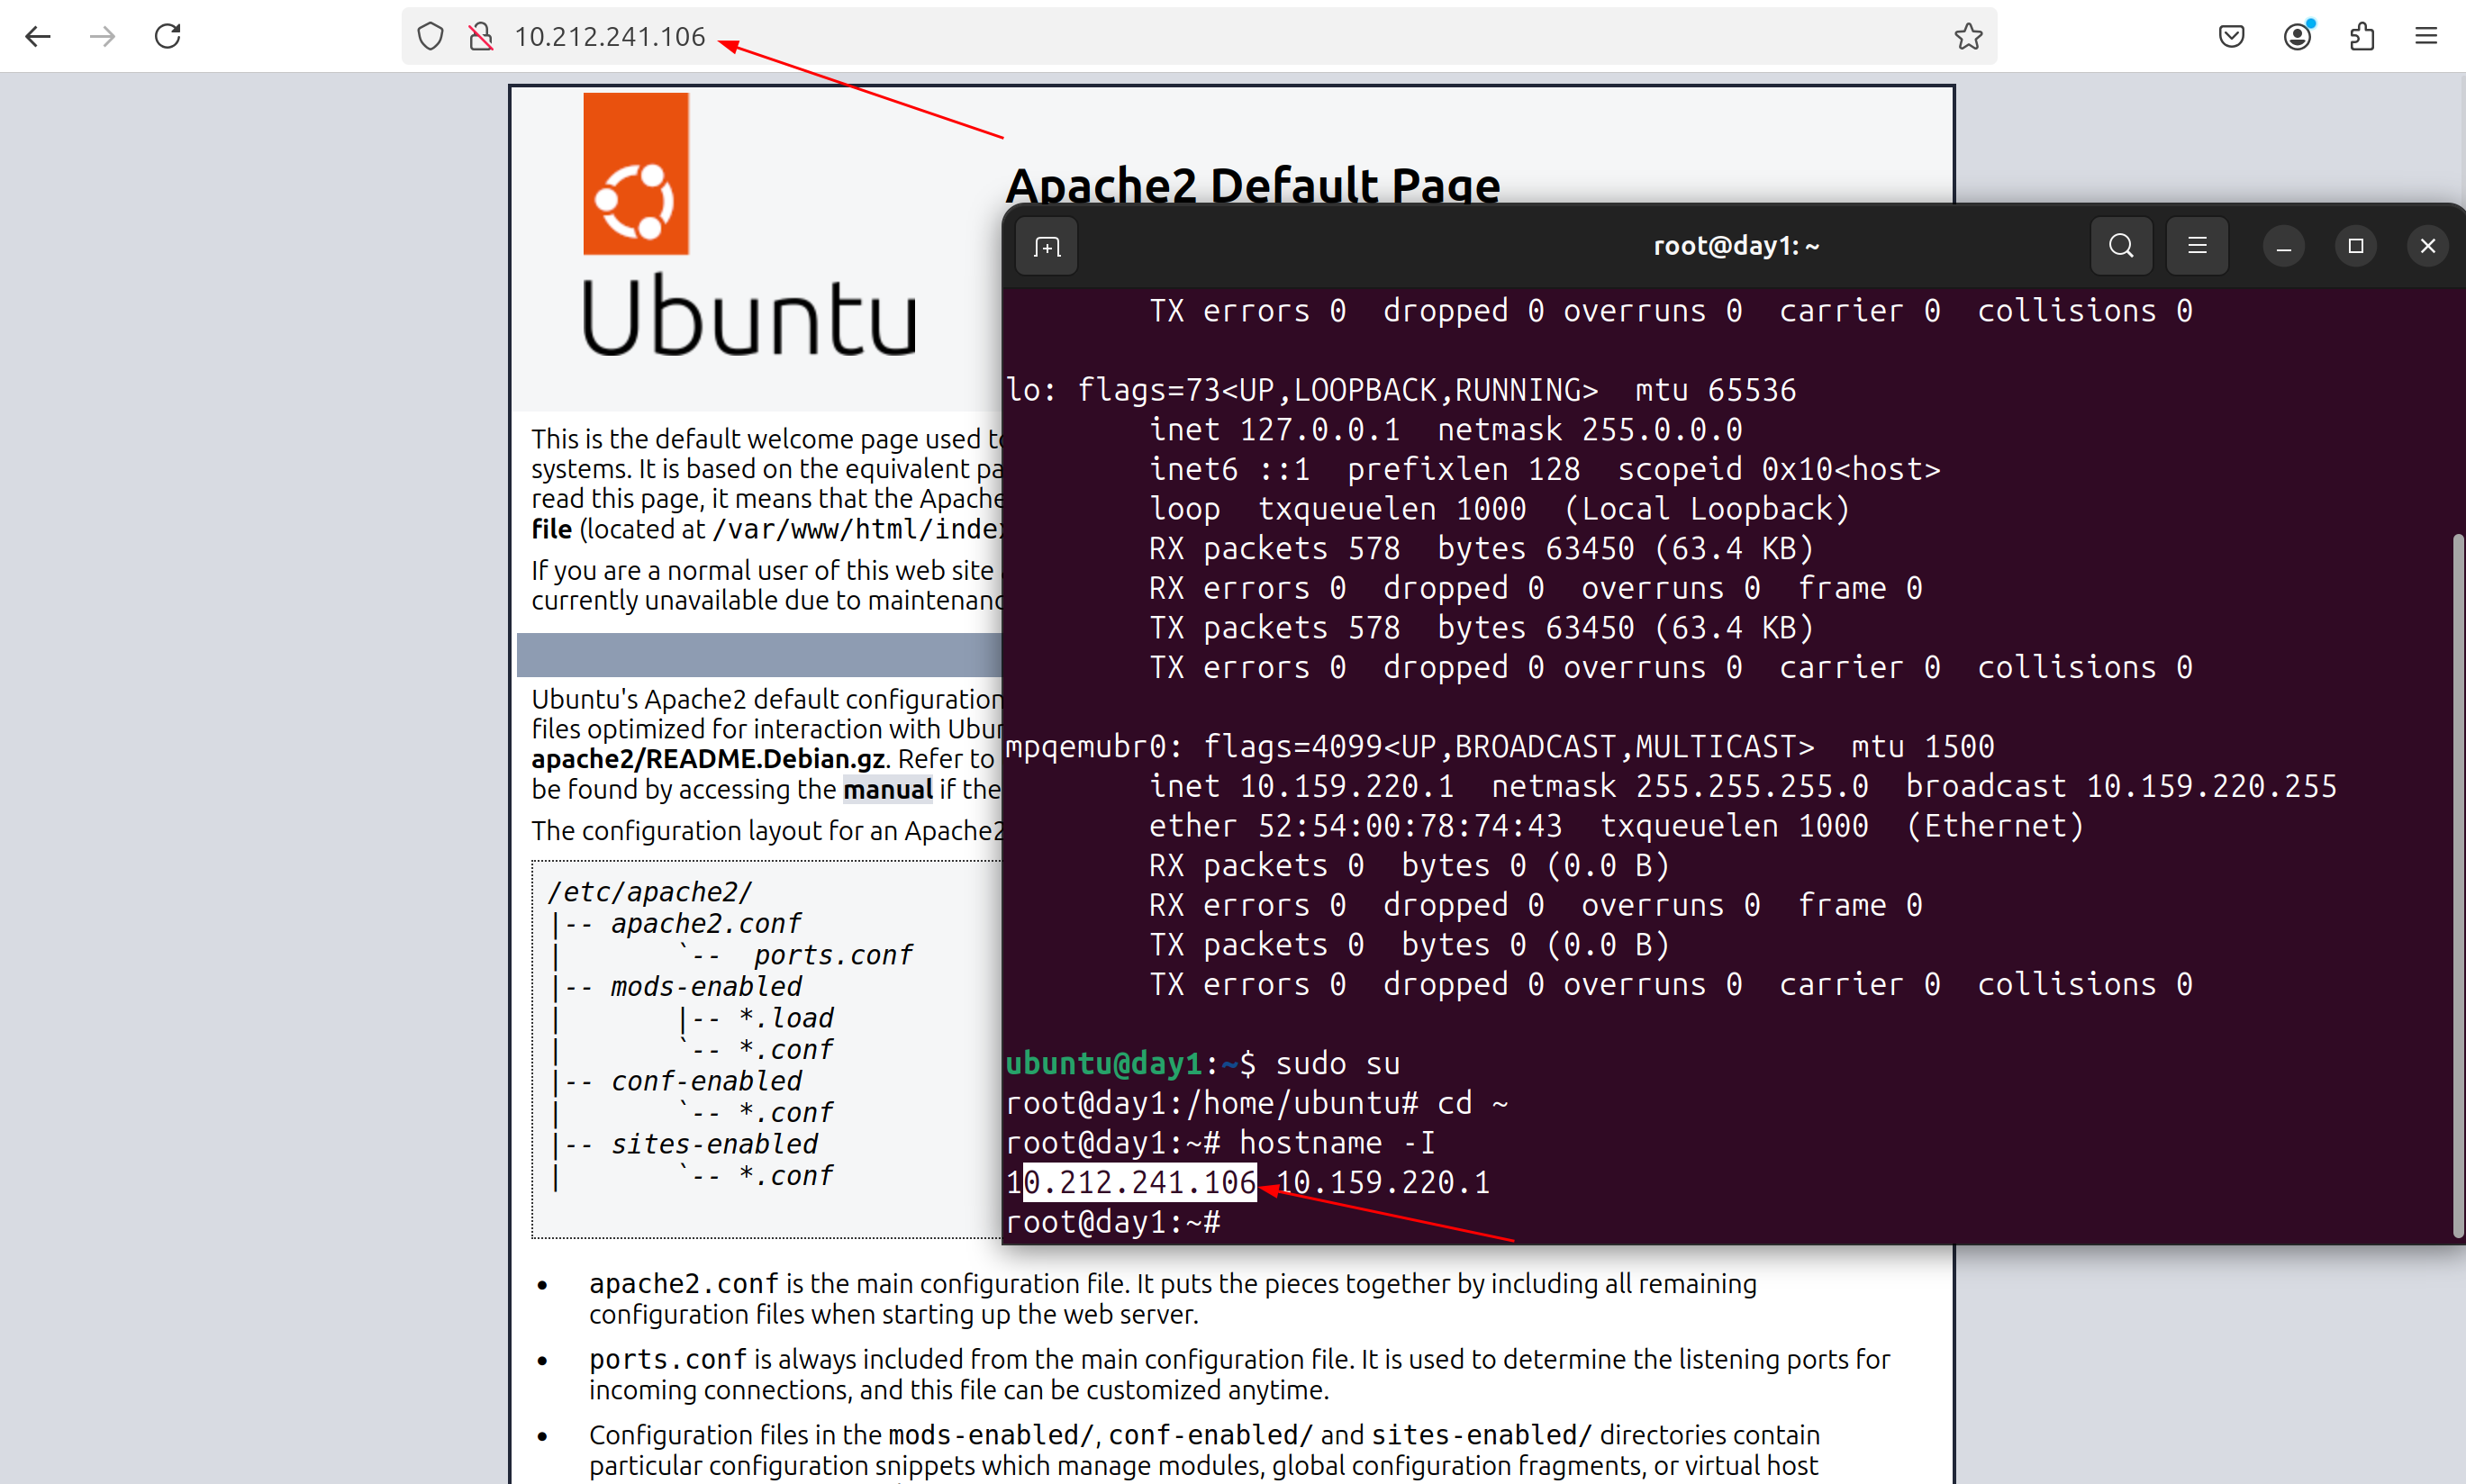 10.212.241.106
Apache2 Default Page
Ubuntu
This is the default welcome page used
systems. It is based on the equivalent
read this page, it means that the Apache
file (located at /var/www/html/
If you are a normal user of this web site
currently unavailable due to
Ubuntu's Apache2 default configuration
files optimized for interaction with
apache2/README.Debian.gz. Refer to
be found by accessing the manual if the
The configuration layout for an Apache2
/etc/apache2/
|-- apache2.conf
|       `--  ports.conf
|-- mods-enabled
|       |-- *.load
|       `-- *.conf
|-- conf-enabled
|       `-- *.conf
|-- sites-enabled
|       `-- *.conf
apache2.conf is the main configuration file. It puts the pieces together by including all remaining
configuration files when starting up the web server.
ports.conf is always included from the main configuration file. It is used to determine the listening ports for
incoming connections, and this file can be customized anytime.
Configuration files in the mods-enabled/, conf-enabled/ and sites-enabled/ directories contain
particular configuration snippets which manage modules, global configuration fragments, or virtual host
root@day1: ~
TX errors 0  dropped 0 overruns 0  carrier 0  collisions 0
lo: flags=73<UP,LOOPBACK,RUNNING>  mtu 65536
inet 127.0.0.1  netmask 255.0.0.0
inet6 ::1  prefixlen 128  scopeid 0x10<host>
loop  txqueuelen 1000  (Local Loopback)
RX packets 578  bytes 63450 (63.4 KB)
RX errors 0  dropped 0  overruns 0  frame 0
TX packets 578  bytes 63450 (63.4 KB)
TX errors 0  dropped 0 overruns 0  carrier 0  collisions 0
mpqemubr0: flags=4099<UP,BROADCAST,MULTICAST>  mtu 1500
inet 10.159.220.1  netmask 255.255.255.0  broadcast 10.159.220.255
ether 52:54:00:78:74:43  txqueuelen 1000  (Ethernet)
RX packets 0  bytes 0 (0.0 B)
RX errors 0  dropped 0  overruns 0  frame 0
TX packets 0  bytes 0 (0.0 B)
TX errors 0  dropped 0 overruns 0  carrier 0  collisions 0
ubuntu@day1:~$ sudo su
root@day1:/home/ubuntu# cd ~
root@day1:~# hostname -I
10.212.241.106 10.159.220.1
root@day1:~#